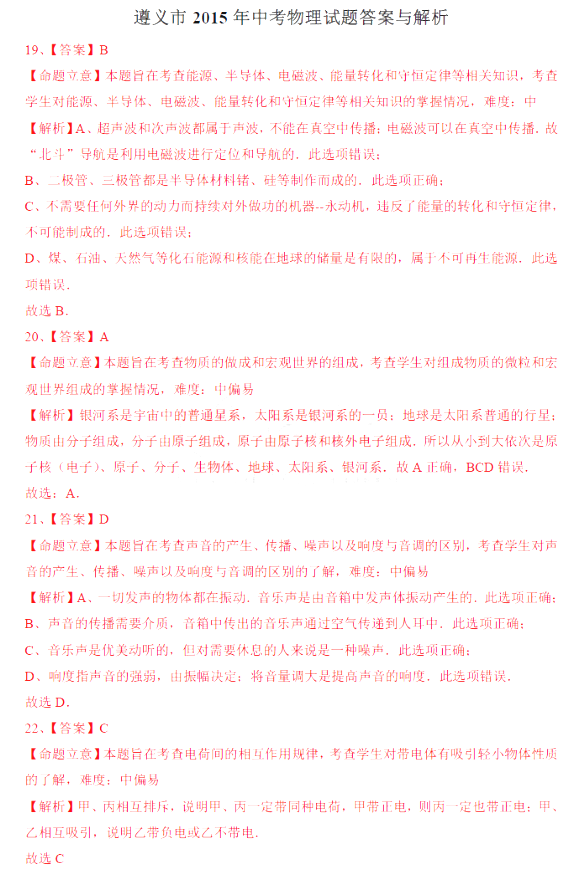 遵义市 2015 年中考物理试题答案与解析
19、【答案】B
【命题立意】本题旨在考查能源、半导体、电磁波、能量转化和守恒定律等相关知识，考查
学生对能源、半导体、电磁波、能量转化和守恒定律等相关知识的掌握情况，难度：中
【解析】A、超声波和次声波都属于声波，不能在真空中传播；电磁波可以在真空中传播．故
“北斗”导航是利用电磁波进行定位和导航的．此选项错误；
B、二极管、三极管都是半导体材料锗、硅等制作而成的．此选项正确；
C、不需要任何外界的动力而持续对外做功的机器--永动机，违反了能量的转化和守恒定律，
不可能制成的．此选项错误；
D、煤、石油、天然气等化石能源和核能在地球的储量是有限的，属于不可再生能源．此选
项错误．
故选 B．
20、【答案】A
【命题立意】本题旨在考查物质的做成和宏观世界的组成，考查学生对组成物质的微粒和宏
观世界组成的掌握情况，难度：中偏易
【解析】银河系是宇宙中的普通星系，太阳系是银河系的一员；地球是太阳系普通的行星；
物质由分子组成，分子由原子组成，原子由原子核和核外电子组成．所以从小到大依次是原
子核（电子）、原子、分子、生物体、地球、太阳系、银河系．故 A 正确，BCD 错误．
故选：A．
21、【答案】D
【命题立意】本题旨在考查声音的产生、传播、噪声以及响度与音调的区别，考查学生对声
音的产生、传播、噪声以及响度与音调的区别的了解，难度：中偏易
【解析】A、一切发声的物体都在振动．音乐声是由音箱中发声体振动产生的．此选项正确；
B、声音的传播需要介质，音箱中传出的音乐声通过空气传递到人耳中．此选项正确；
C、音乐声是优美动听的，但对需要休息的人来说是一种噪声．此选项正确；
D、响度指声音的强弱，由振幅决定；将音量调大是提高声音的响度．此选项错误．
故选 D．
22、【答案】C
【命题立意】本题旨在考查电荷间的相互作用规律，考查学生对带电体有吸引轻小物体性质
的了解，难度：中偏易
【解析】甲、丙相互排斥，说明甲、丙一定带同种电荷，甲带正电，则丙一定也带正电；甲、
乙相互吸引，说明乙带负电或乙不带电．
故选 C